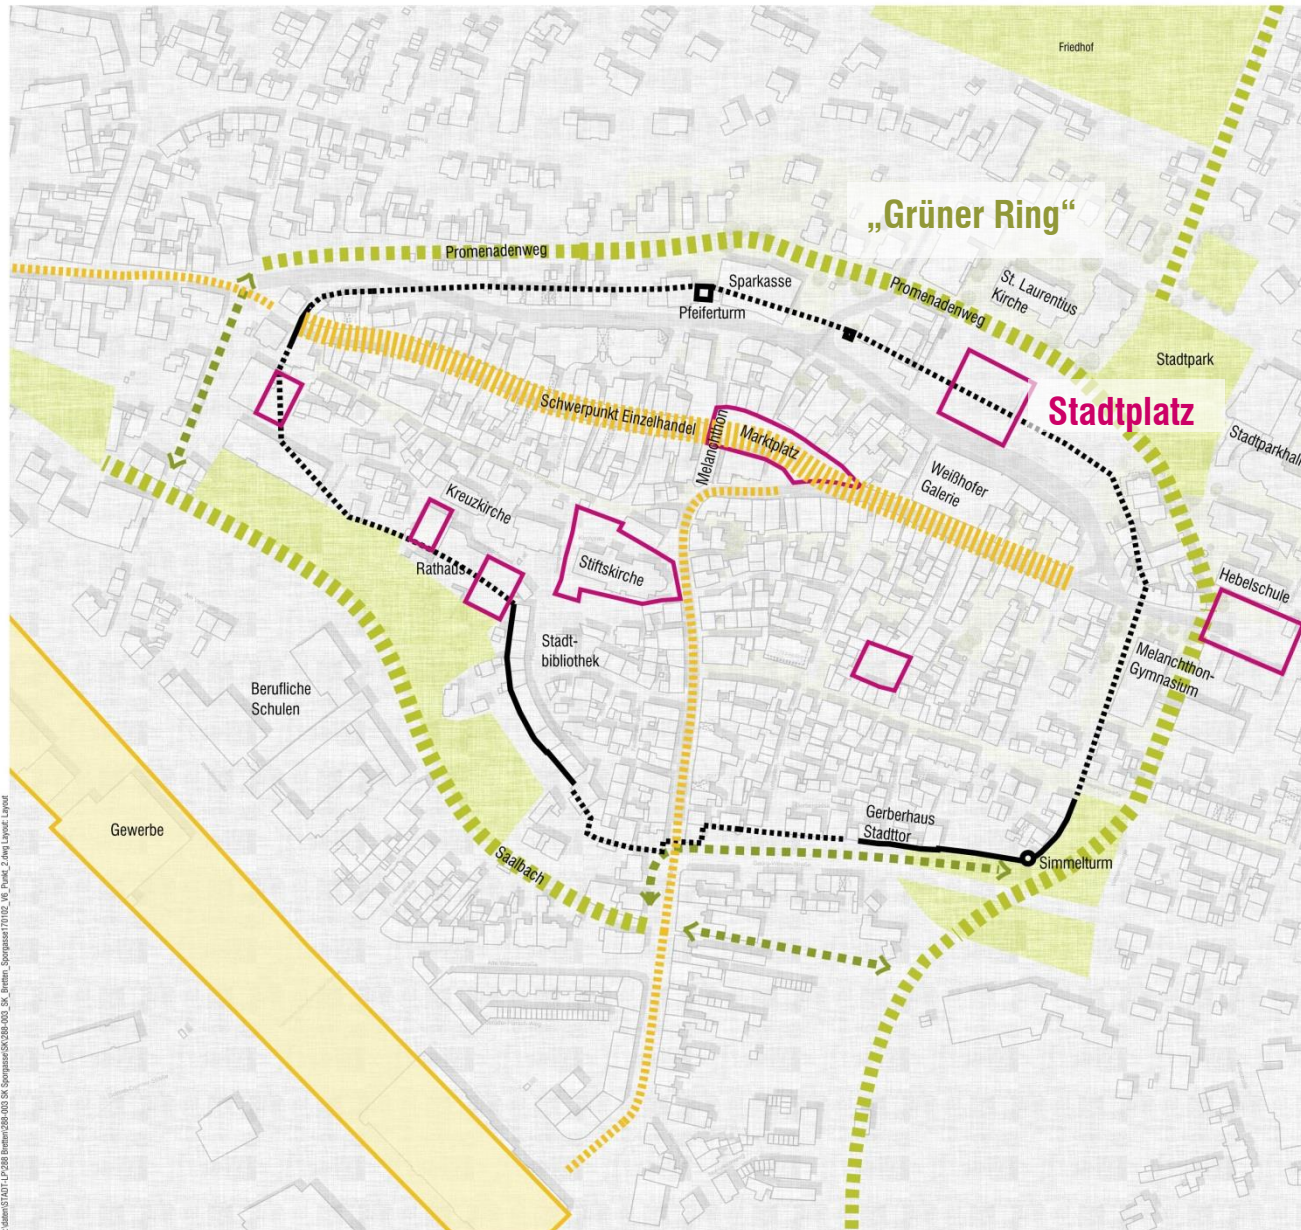 Friedhof
„Grüner Ring“
Promenadenweg
Sparkasse
Pfeiferturm
Promenadenweg
St. Laurentius
Kirche
Stadtpark
Stadtplatz
Schwerpunkt Einzelhandel
Melanchthon
Marktplatz
Weißhofer
Galerie
Stadtparkhall
Kreuzkirche
Rathaus
Stiftskirche
Hebelschule
Stadt-
bibliothek
Melanchthon-
Gymnasium
Berufliche
Schulen
Gewerbe
Gerberhaus
Stadttor
Simmelturm
Saalbach